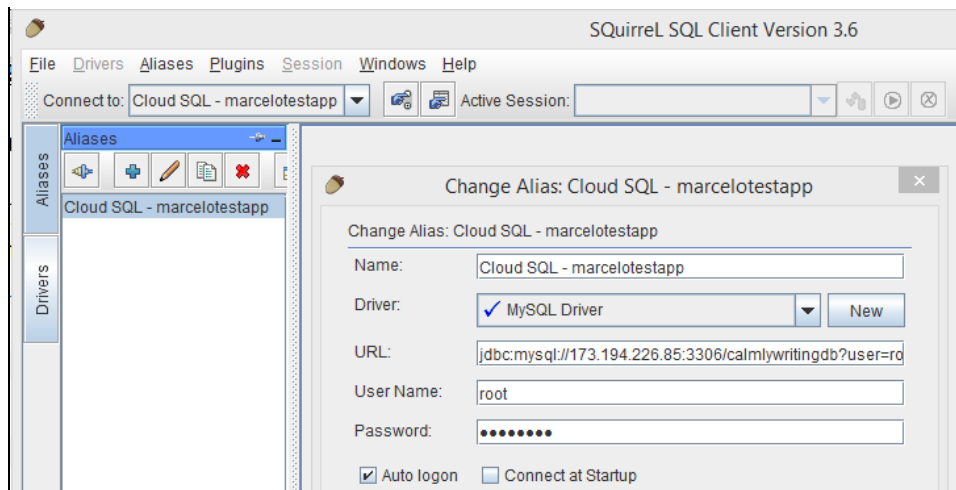 SQuirreL SQL Client Version 3.6
File Drivers Aliases Plugins Session Windows Help
Connect to: Cloud SQL - marcelotestapp Active Session:
Aliases
Aliases
Cloud SQL - marcelotestapp
Drivers
Change Alias: Cloud SQL - marcelotestapp
Change Alias: Cloud SQL - marcelotestapp
Name: Cloud SQL - marcelotestapp
Driver: MySQL Driver New
URL: jdbc:mysql://173.194.226.85:3306/calmlywritingdb?user=ro
User Name: root
Password: ●●●●●●●●
Auto logon Connect at Startup